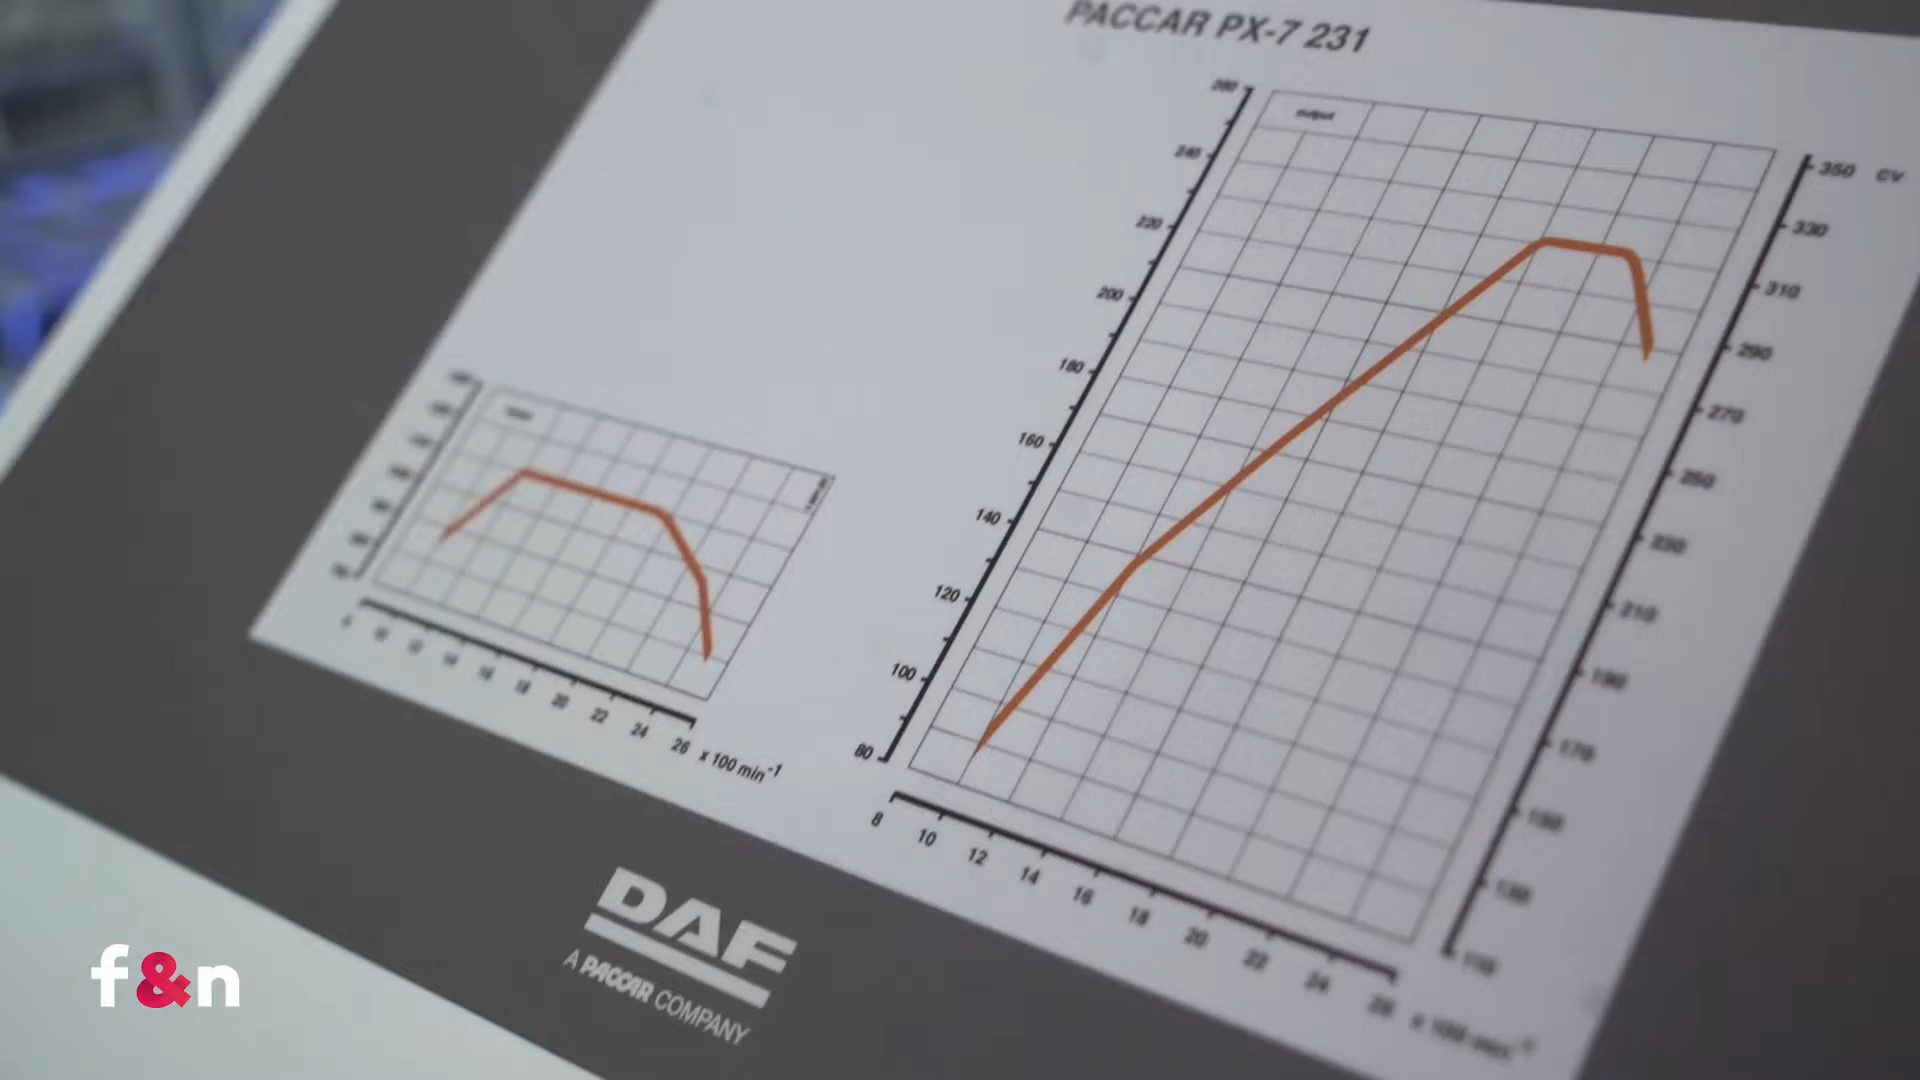 PACCAR PX-7 231
output
260
240
220
200
180
160
140
120
100
80
350 CV
330
310
290
270
250
230
210
190
170
150
130
110
8 10 12 14 16 18 20 22 24 26
10 12 14 16 18 20 22 24 26 x 100 min-1
DAF
A PACCAR COMPANY
f&n